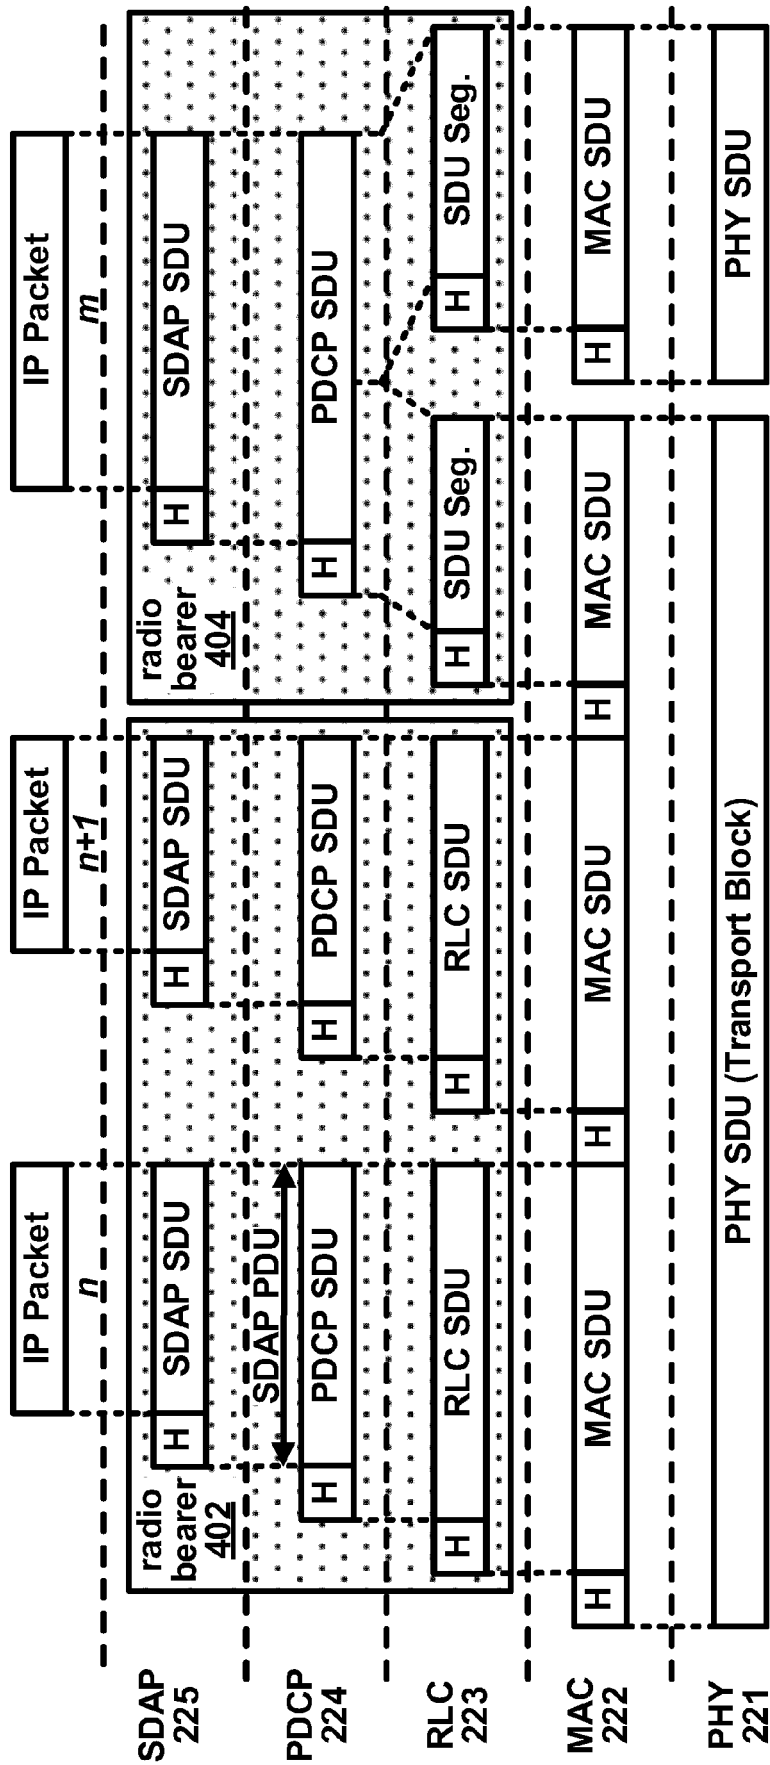 IP Packet
n
IP Packet
n+1
IP Packet
m
SDAP
225
radio
bearer
402
H
SDAP SDU
H
SDAP SDU
radio
bearer
404
H
SDAP SDU
PDCP
224
SDAP PDU
H
PDCP SDU
H
PDCP SDU
H
PDCP SDU
RLC
223
H
RLC SDU
H
RLC SDU
H
SDU Seg.
H
SDU Seg.
MAC
222
H
MAC SDU
H
MAC SDU
H
MAC SDU
H
MAC SDU
PHY
221
PHY SDU (Transport Block)
PHY SDU